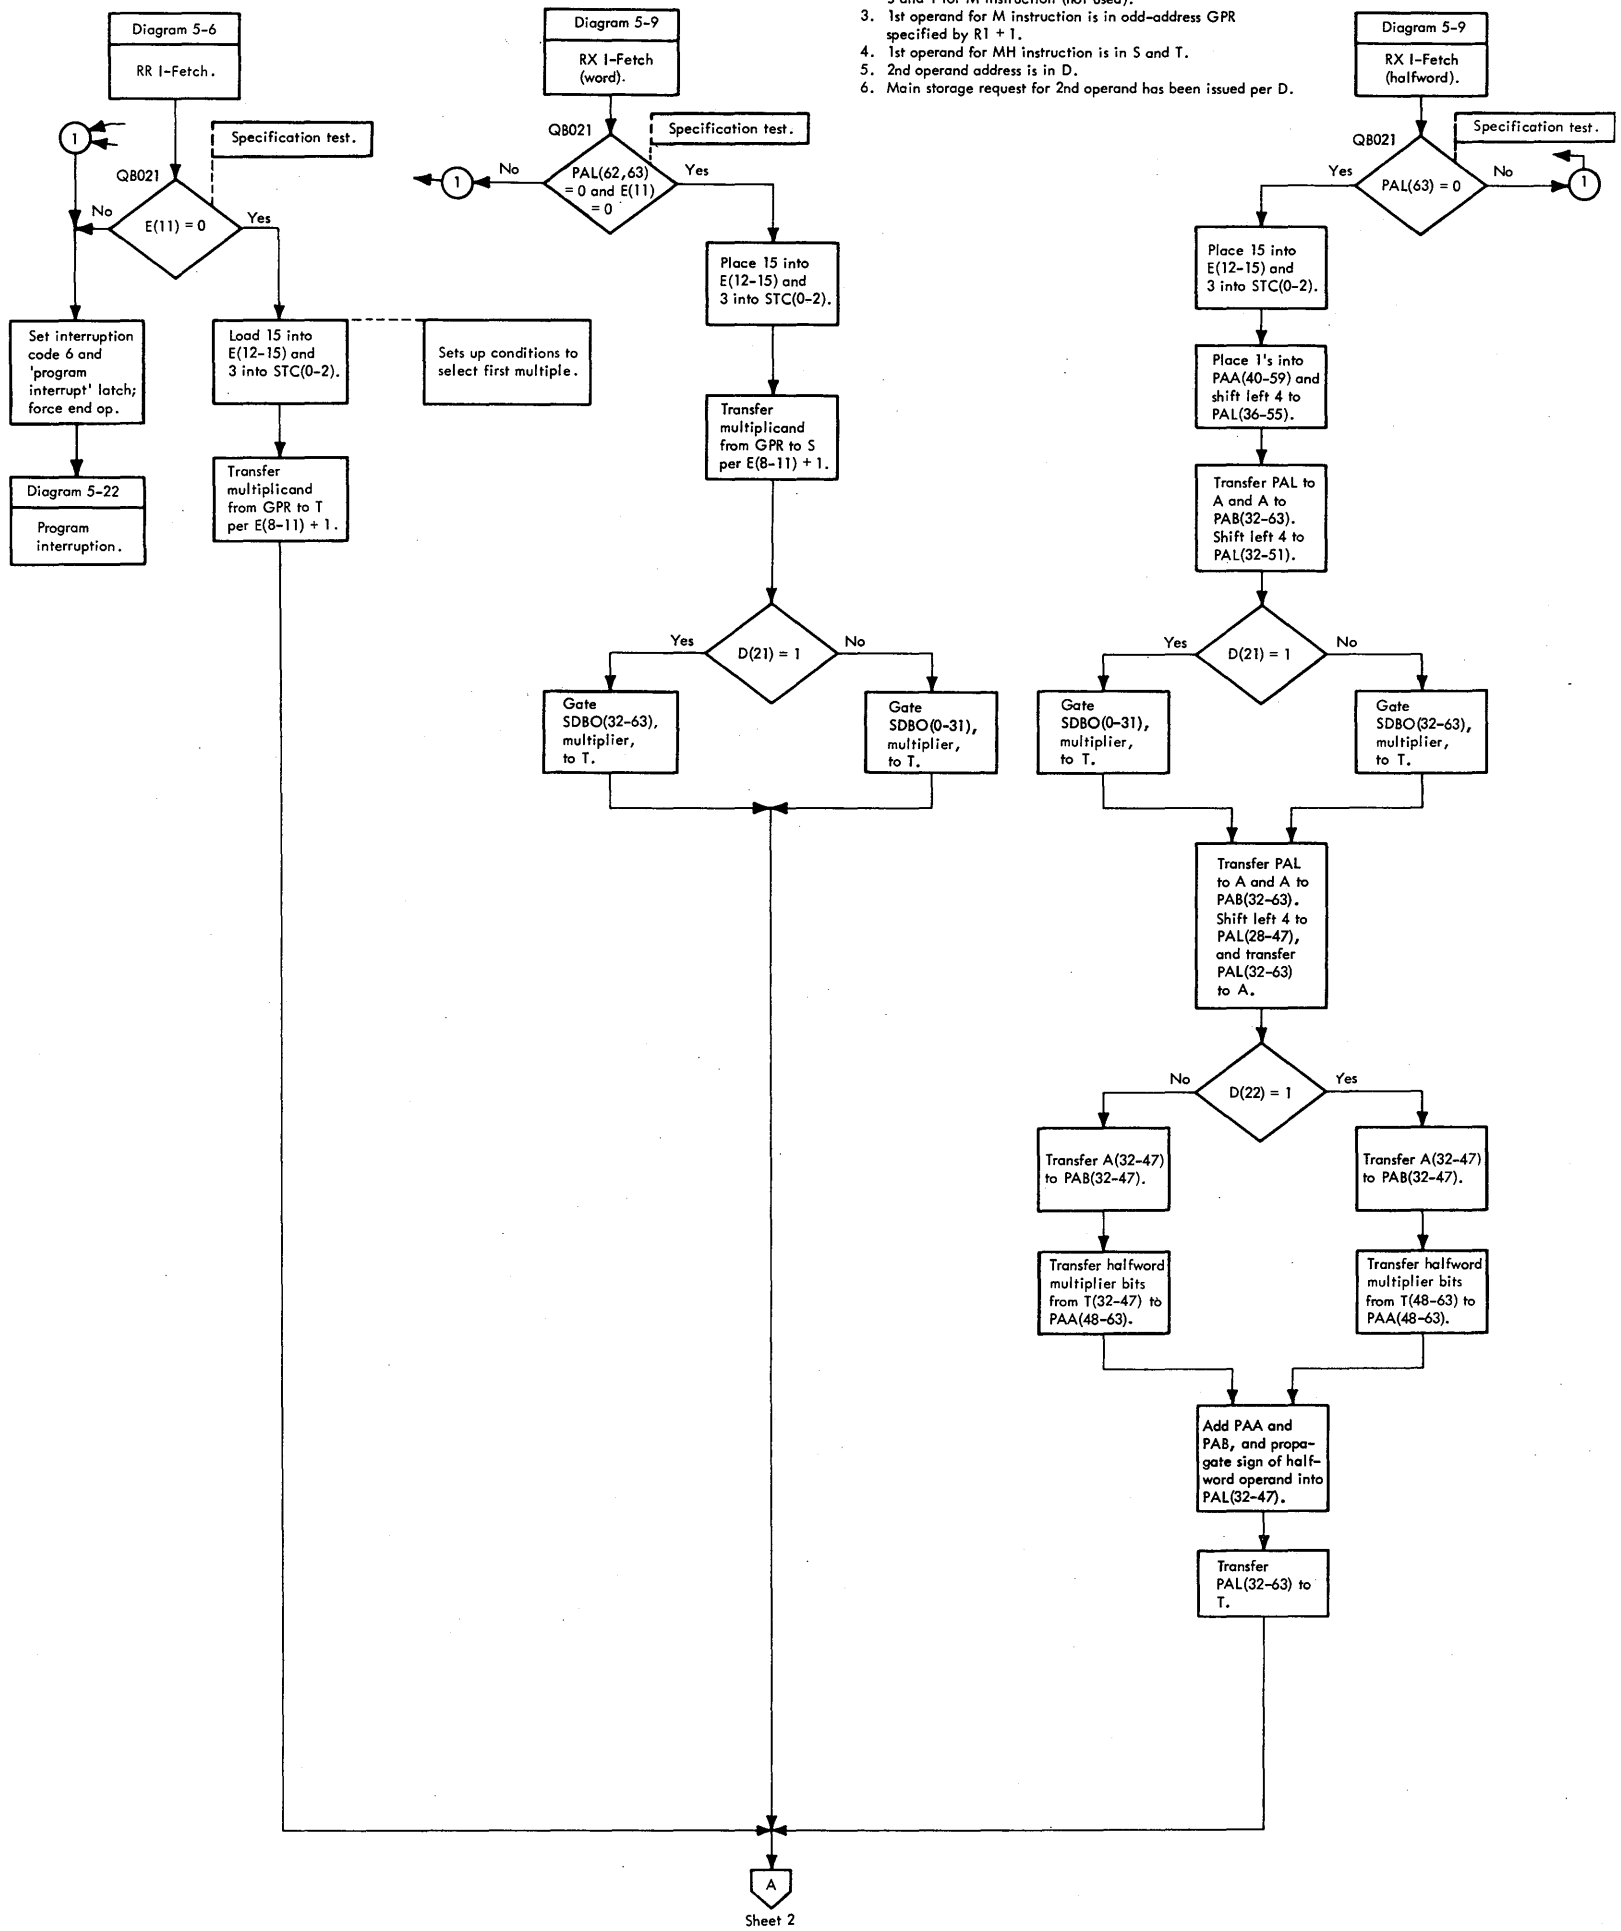 S and T for M instruction (not used).
3. 1st operand for M instruction is in odd-address GPR
specified by R1 + 1.
4. 1st operand for MH instruction is in S and T.
5. 2nd operand address is in D.
6. Main storage request for 2nd operand has been issued per D.
Diagram 5-6
RR I-Fetch.
1
QB021
Specification test.
E(11) = 0
No
Yes
Set interruption
code 6 and
'program
interrupt' latch;
force end op.
Diagram 5-22
Program
interruption.
Load 15 into
E(12-15) and
3 into STC(0-2).
Sets up conditions to
select first multiple.
Transfer
multiplicand
from GPR to T
per E(8-11) + 1.
Diagram 5-9
RX I-Fetch
(word).
QB021
Specification test.
PAL(62,63)
= 0 and E(11)
= 0
No
1
Yes
Place 15 into
E(12-15) and
3 into STC(0-2).
Transfer
multiplicand
from GPR to S
per E(8-11) + 1.
D(21) = 1
Yes
No
Gate
SDBO(32-63),
multiplier,
to T.
Gate
SDBO(0-31),
multiplier,
to T.
Diagram 5-9
RX I-Fetch
(halfword).
QB021
Specification test.
PAL(63) = 0
Yes
No
1
Place 15 into
E(12-15) and
3 into STC(0-2).
Place 1's into
PAA(40-59) and
shift left 4 to
PAL(36-55).
Transfer PAL to
A and A to
PAB(32-63).
Shift left 4 to
PAL(32-51).
D(21) = 1
Yes
No
Gate
SDBO(0-31),
multiplier,
to T.
Gate
SDBO(32-63),
multiplier,
to T.
Transfer PAL
to A and A to
PAB(32-63).
Shift left 4 to
PAL(28-47),
and transfer
PAL(32-63)
to A.
D(22) = 1
No
Yes
Transfer A(32-47)
to PAB(32-47).
Transfer A(32-47)
to PAB(32-47).
Transfer halfword
multiplier bits
from T(32-47) to
PAA(48-63).
Transfer halfword
multiplier bits
from T(48-63) to
PAA(48-63).
Add PAA and
PAB, and propa-
gate sign of half-
word operand into
PAL(32-47).
Transfer
PAL(32-63) to
T.
A
Sheet 2